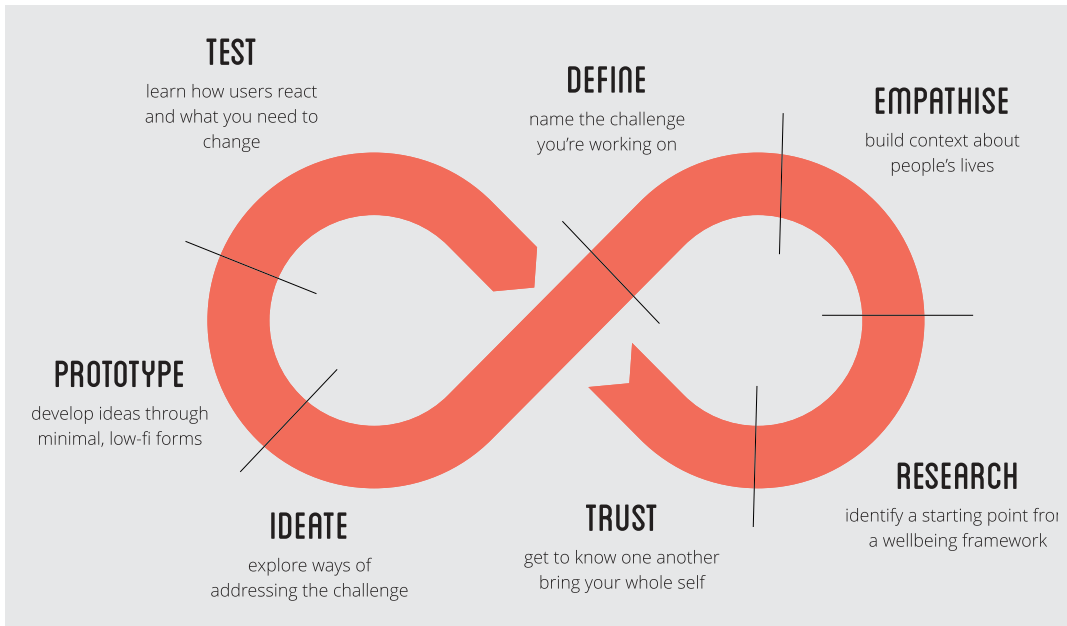 TEST
learn how users react
and what you need to
change
DEFINE
name the challenge
you're working on
EMPATHISE
build context about
people's lives
PROTOTYPE
develop ideas through
minimal, low-fi forms
RESEARCH
identify a starting point from
a wellbeing framework
IDEATE
explore ways of
addressing the challenge
TRUST
get to know one another
bring your whole self